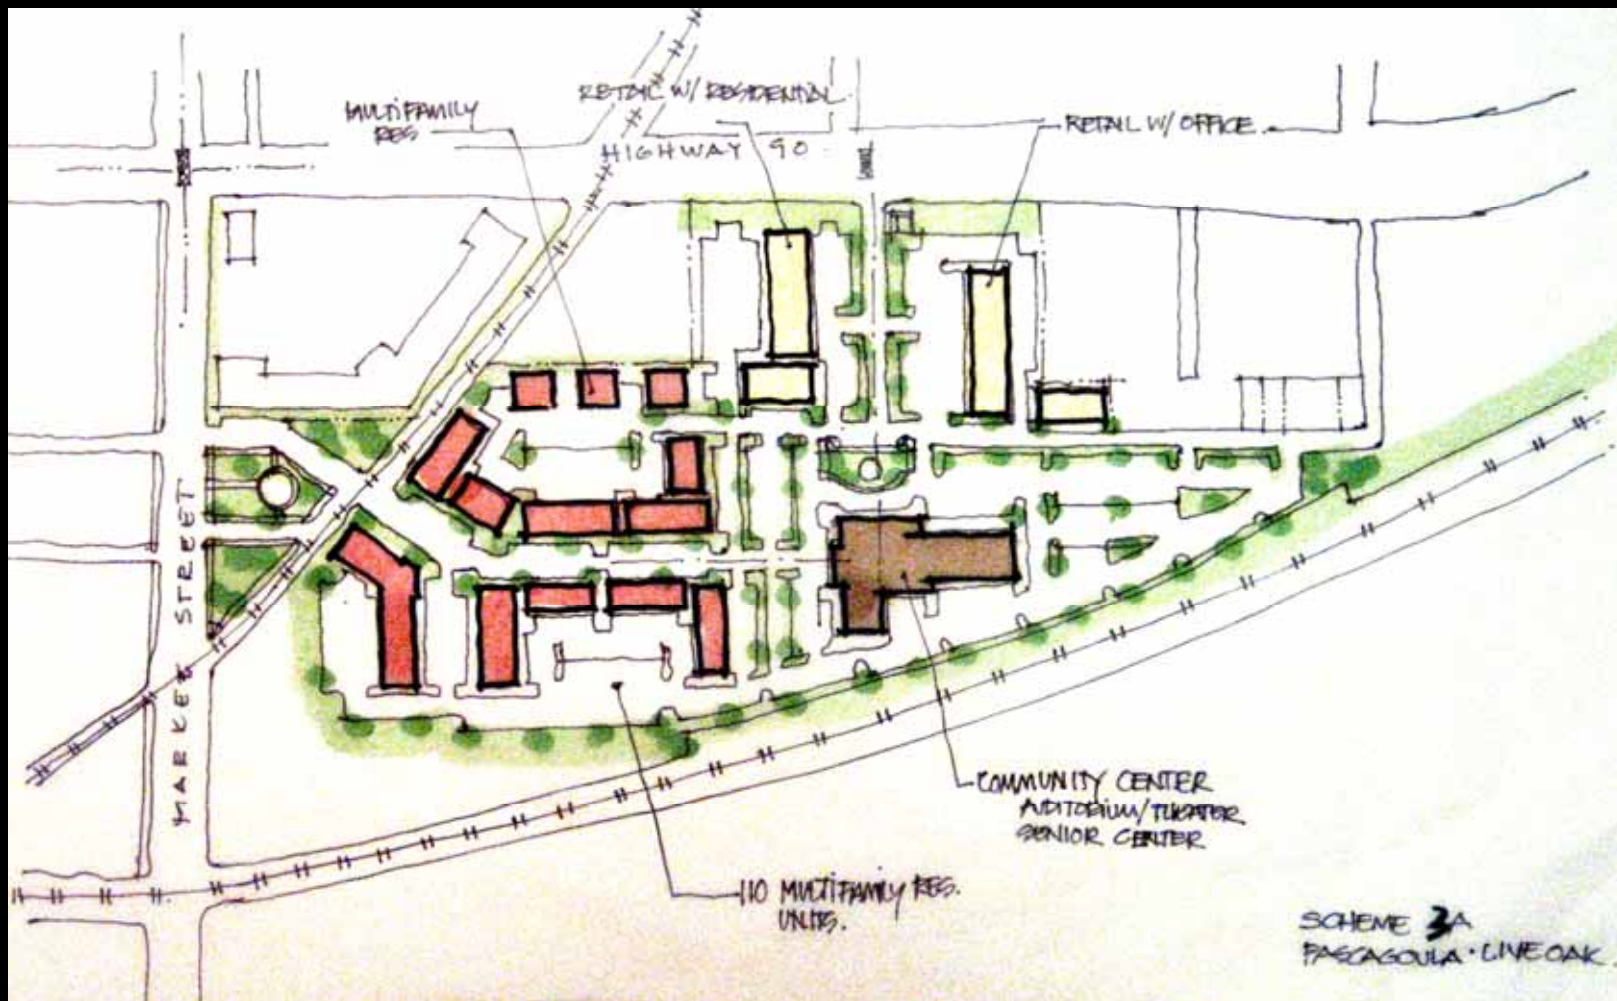 MULTIFAMILY
RES
RETAIL W/ RESIDENTIAL
RETAIL W/ OFFICE
HIGHWAY 90
MARKET STREET
COMMUNITY CENTER
AUDITORIUM/THEATER
SENIOR CENTER
110 MULTIFAMILY RES.
UNITS.
SCHEME 3A
PASCAGOULA · LIVE OAK